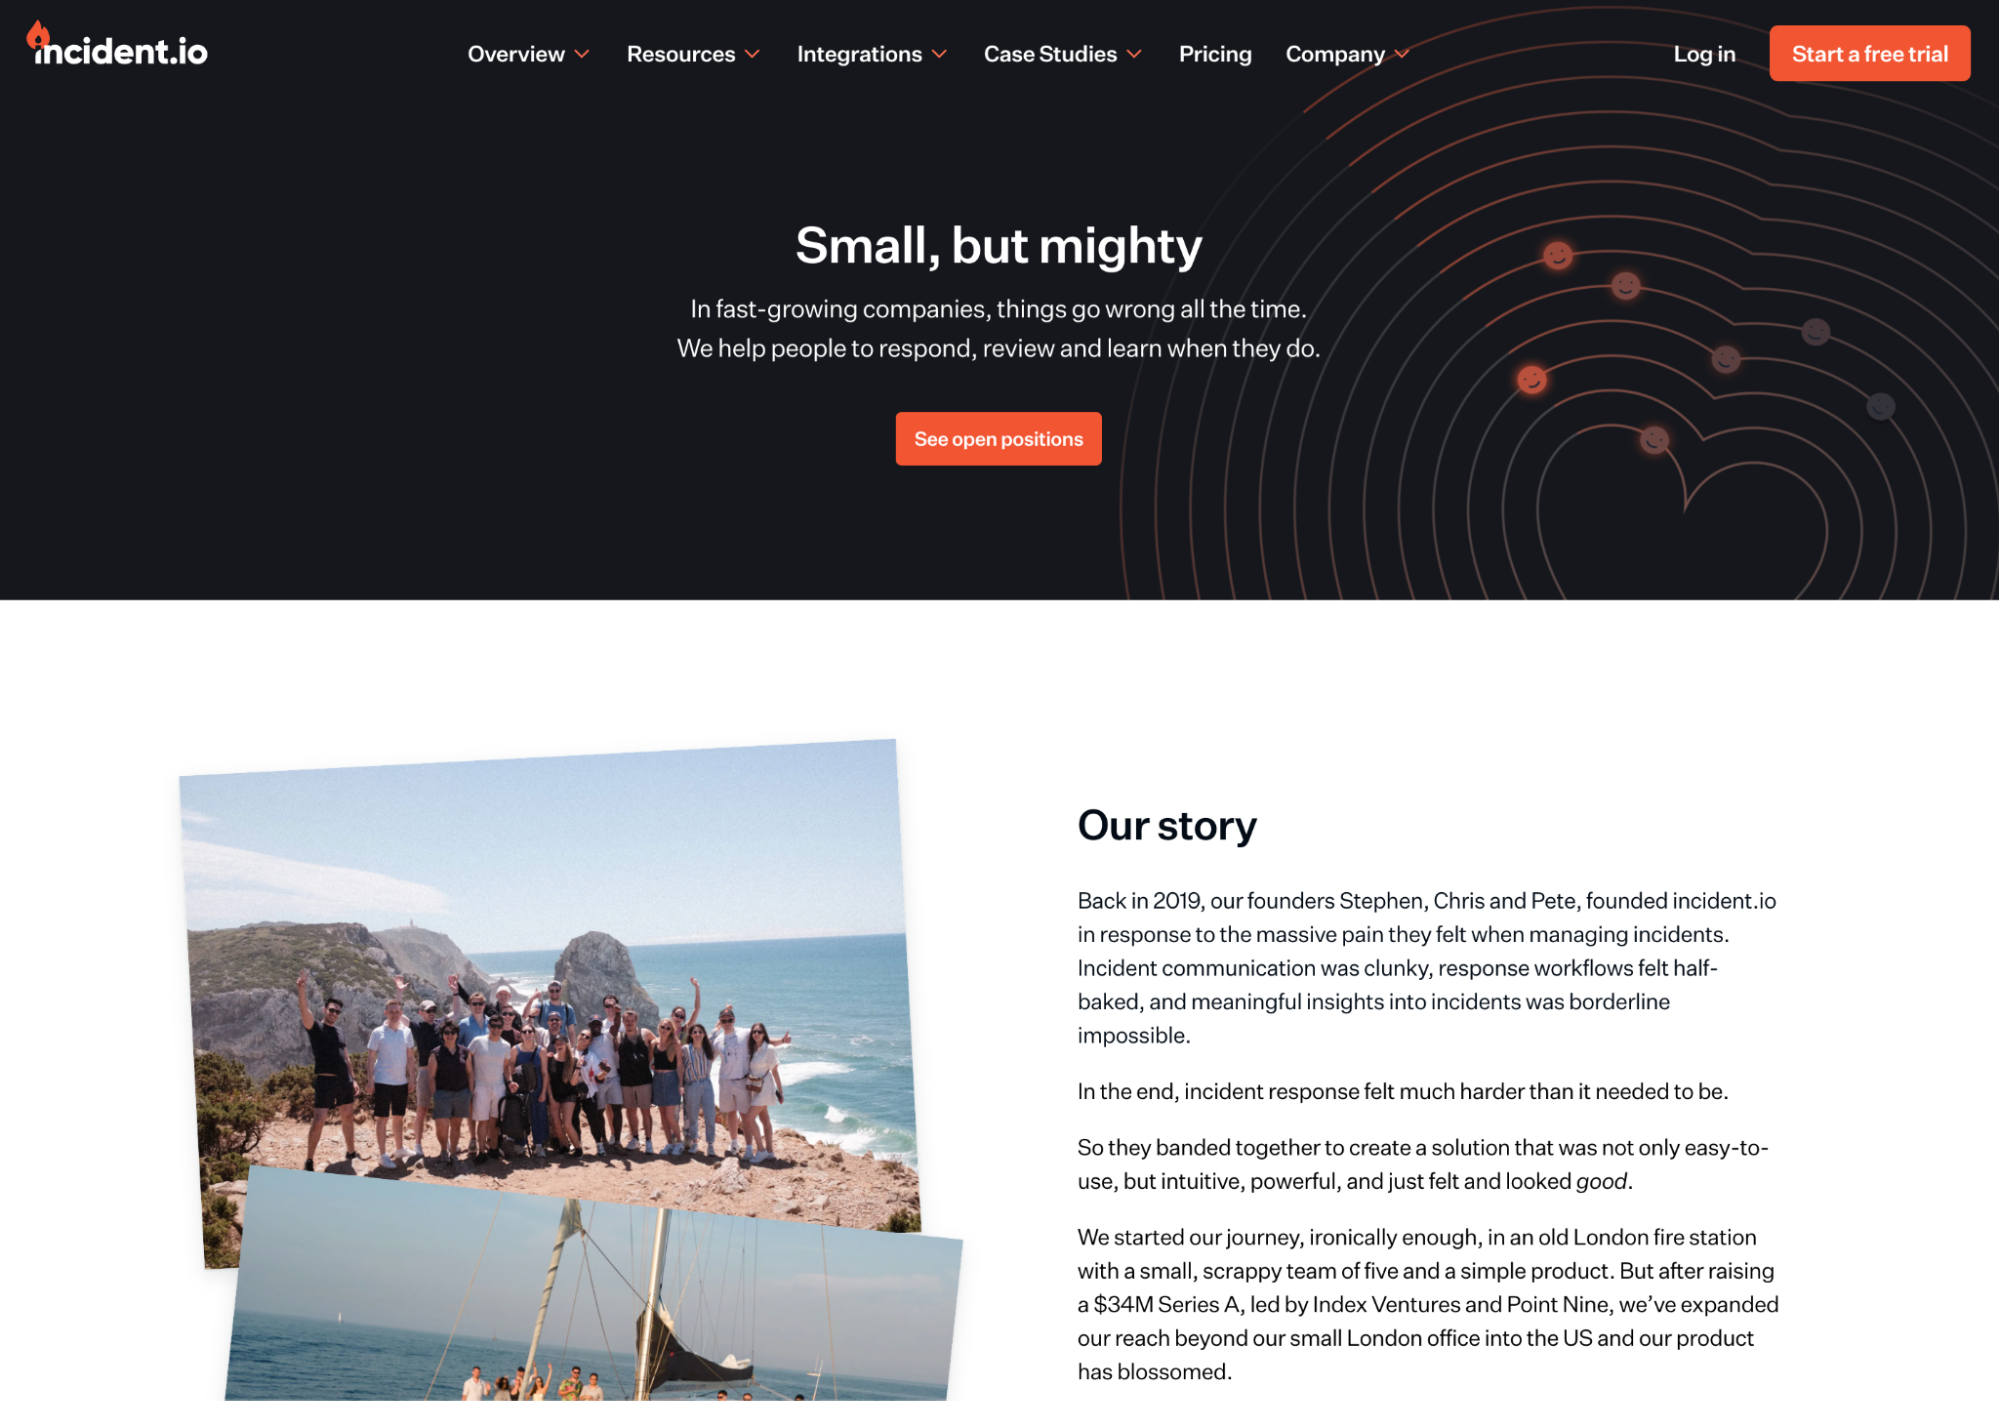 incident.io
Overview
Resources
Integrations
Case Studies
Pricing
Company
Log in
Start a free trial
Small, but mighty
In fast-growing companies, things go wrong all the time.
We help people to respond, review and learn when they do.
See open positions
Our story
Back in 2019, our founders Stephen, Chris and Pete, founded incident.io
in response to the massive pain they felt when managing incidents.
Incident communication was clunky, response workflows felt half-
baked, and meaningful insights into incidents was borderline
impossible.
In the end, incident response felt much harder than it needed to be.
So they banded together to create a solution that was not only easy-to-
use, but intuitive, powerful, and just felt and looked good.
We started our journey, ironically enough, in an old London fire station
with a small, scrappy team of five and a simple product. But after raising
a $34M Series A, led by Index Ventures and Point Nine, we’ve expanded
our reach beyond our small London office into the US and our product
has blossomed.